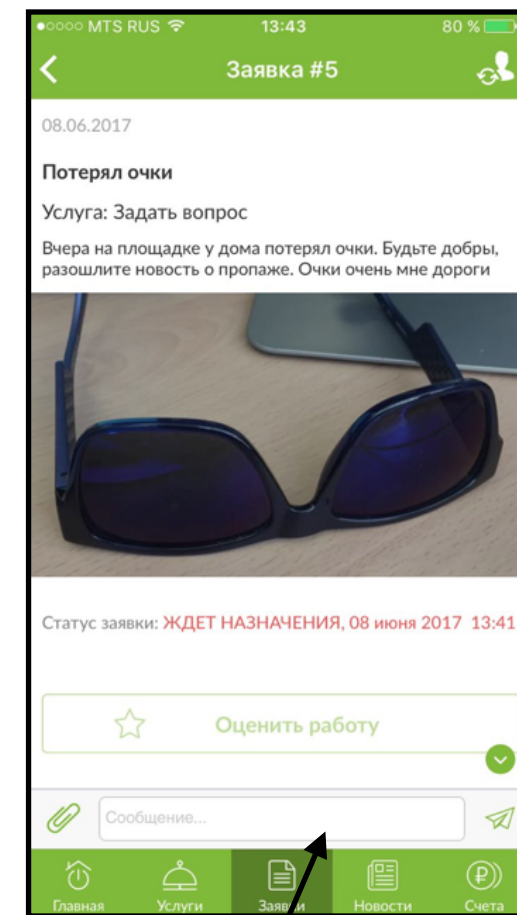 MTS RUS 13:43 80 %
Заявка #5
08.06.2017
Потерял очки
Услуга: Задать вопрос
Вчера на площадке у дома потерял очки. Будьте добры,
разошлите новость о пропаже. Очки очень мне дороги
Статус заявки: ЖДЕТ НАЗНАЧЕНИЯ, 08 июня 2017 13:41
Оценить работу
Сообщение...
Главная Услуги Заявки Новости Счета